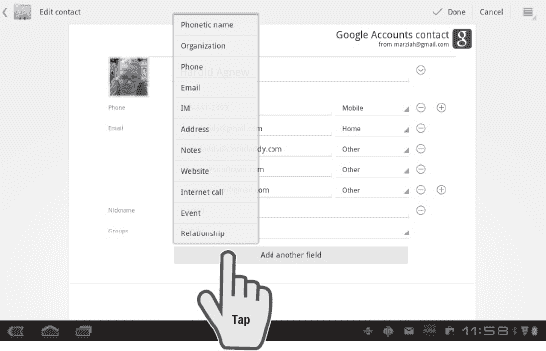 Edit contact
Done
Cancel
Google Accounts contact
from marziah@gmail.com
g
Phonetic name
Organization
Phone
Email
IM
Address
Notes
Website
Internet call
Event
Relationship
Phone
Mobile
Email
Home
Other
Other
Other
Nickname
Groups
Add another field
Tap
11:58